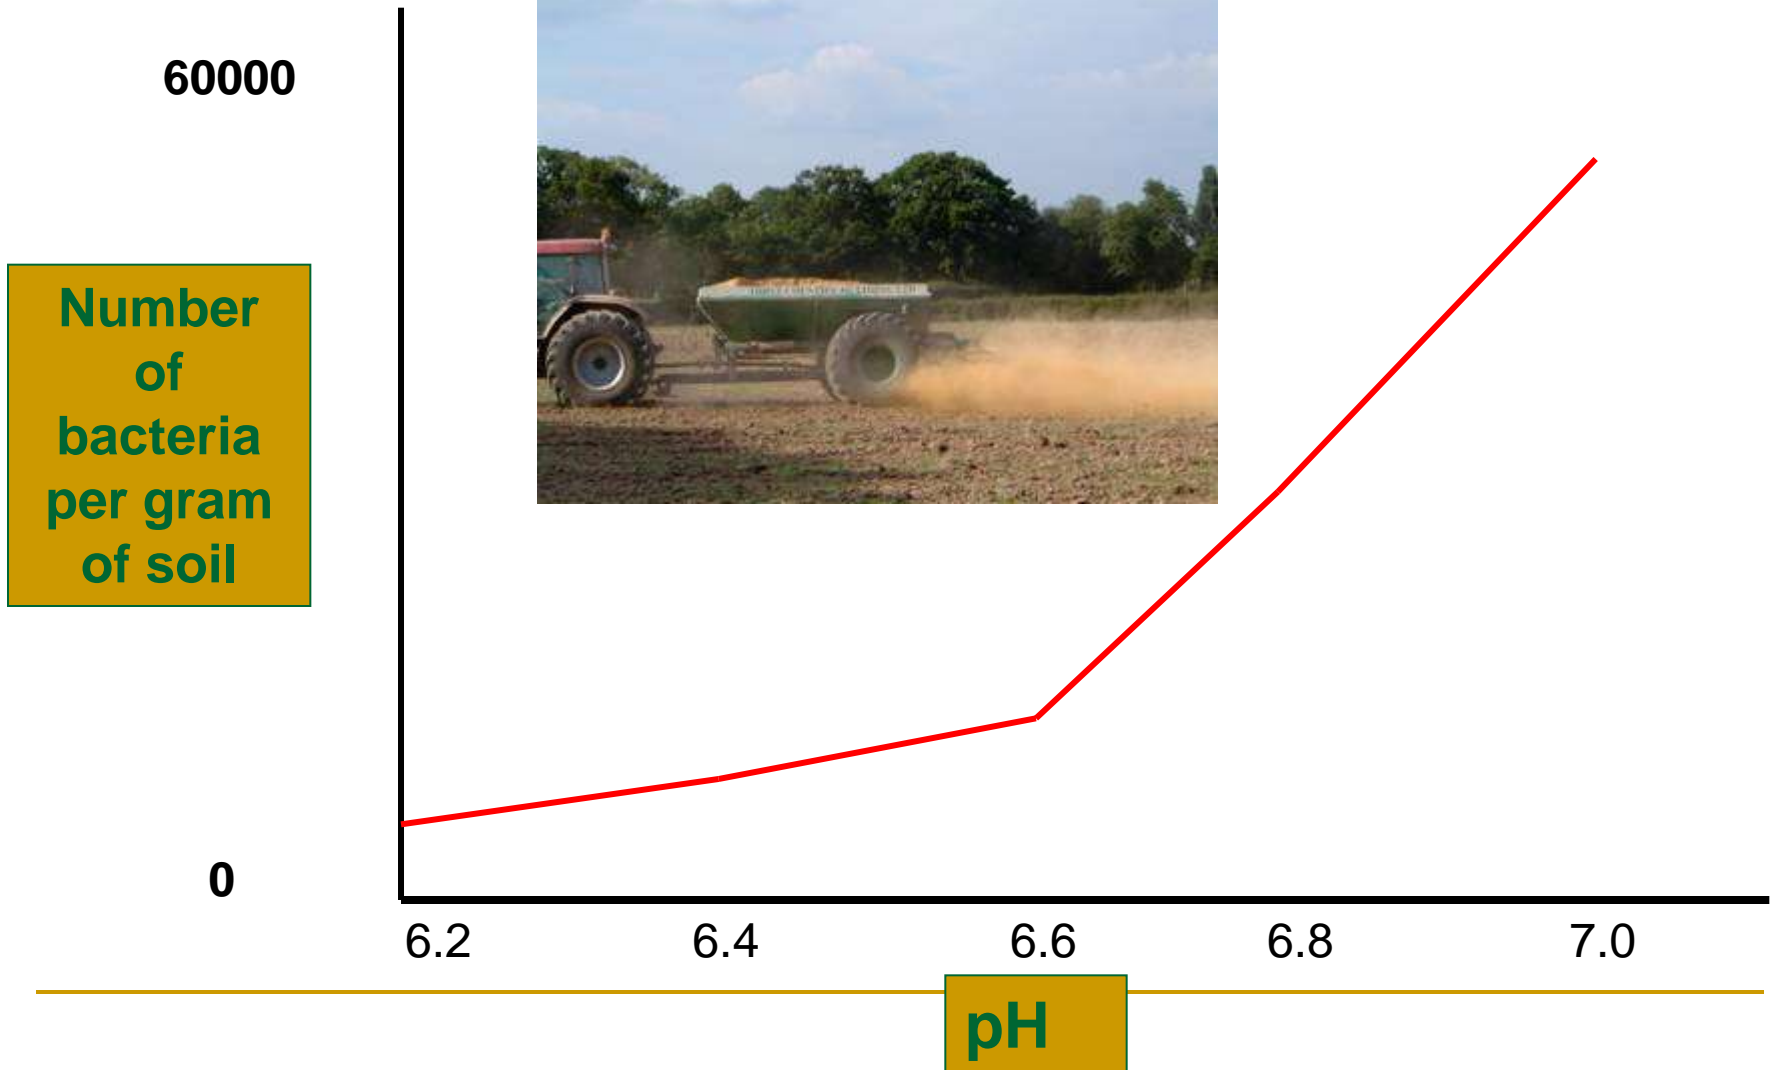 60000
Number
of
bacteria
per gram
of soil
0
6.2 6.4 6.6 6.8 7.0
pH